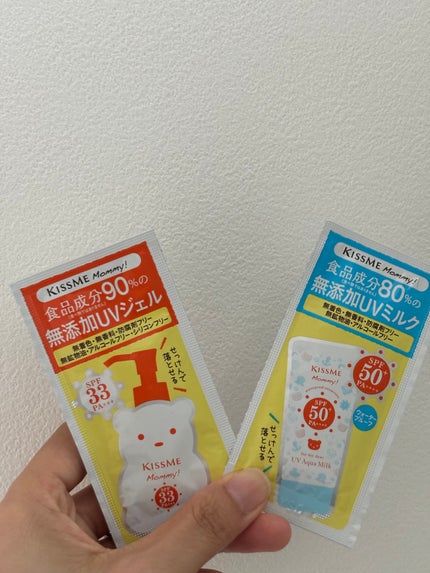 KISSME Mommy!
食品成分90%の
無添加UVジェル
無着色・無香料・防腐剤フリー
無鉱物油・アルコールフリー・シリコンフリー
せっけんで
落とせる
SPF
33
PA+++
KISSME
Mommy!
SPF
33
PA+++
KISSME Mommy!
食品成分80%の
無添加UVミルク
無着色・無香料・防腐剤フリー
無鉱物油・アルコールフリー
SPF
50+
PA++++
ウォーター
プルーフ
せっけんで
落とせる
KISSME
Mommy!
SPF
50+
PA++++
UV Aqua Milk